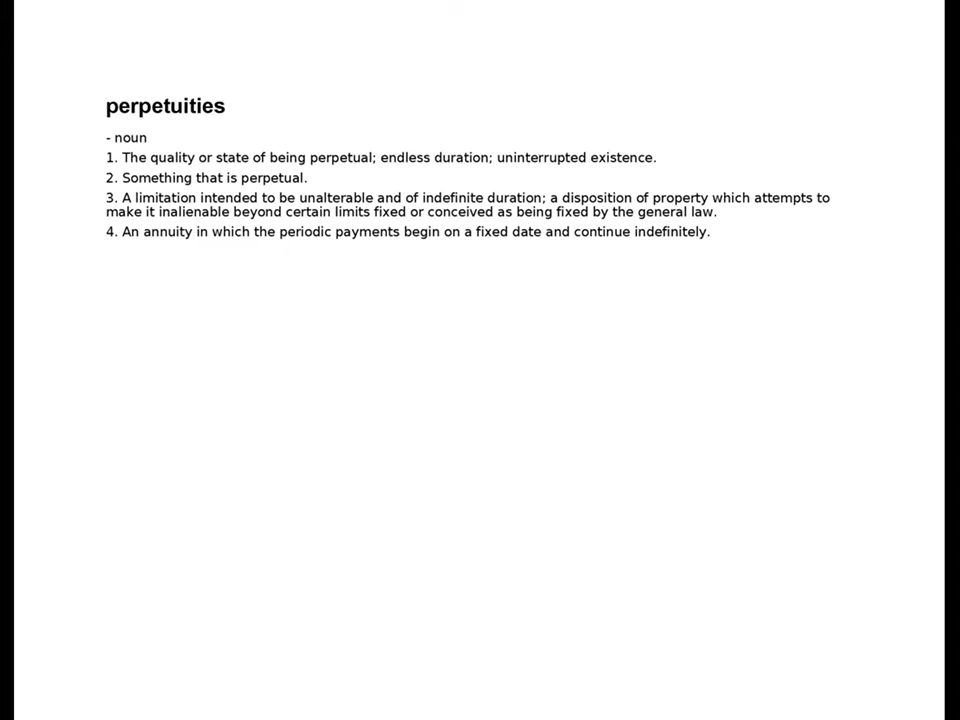 perpetuities
- noun
1. The quality or state of being perpetual; endless duration; uninterrupted existence.
2. Something that is perpetual.
3. A limitation intended to be unalterable and of indefinite duration; a disposition of property which attempts to
make it inalienable beyond certain limits fixed or conceived as being fixed by the general law.
4. An annuity in which the periodic payments begin on a fixed date and continue indefinitely.